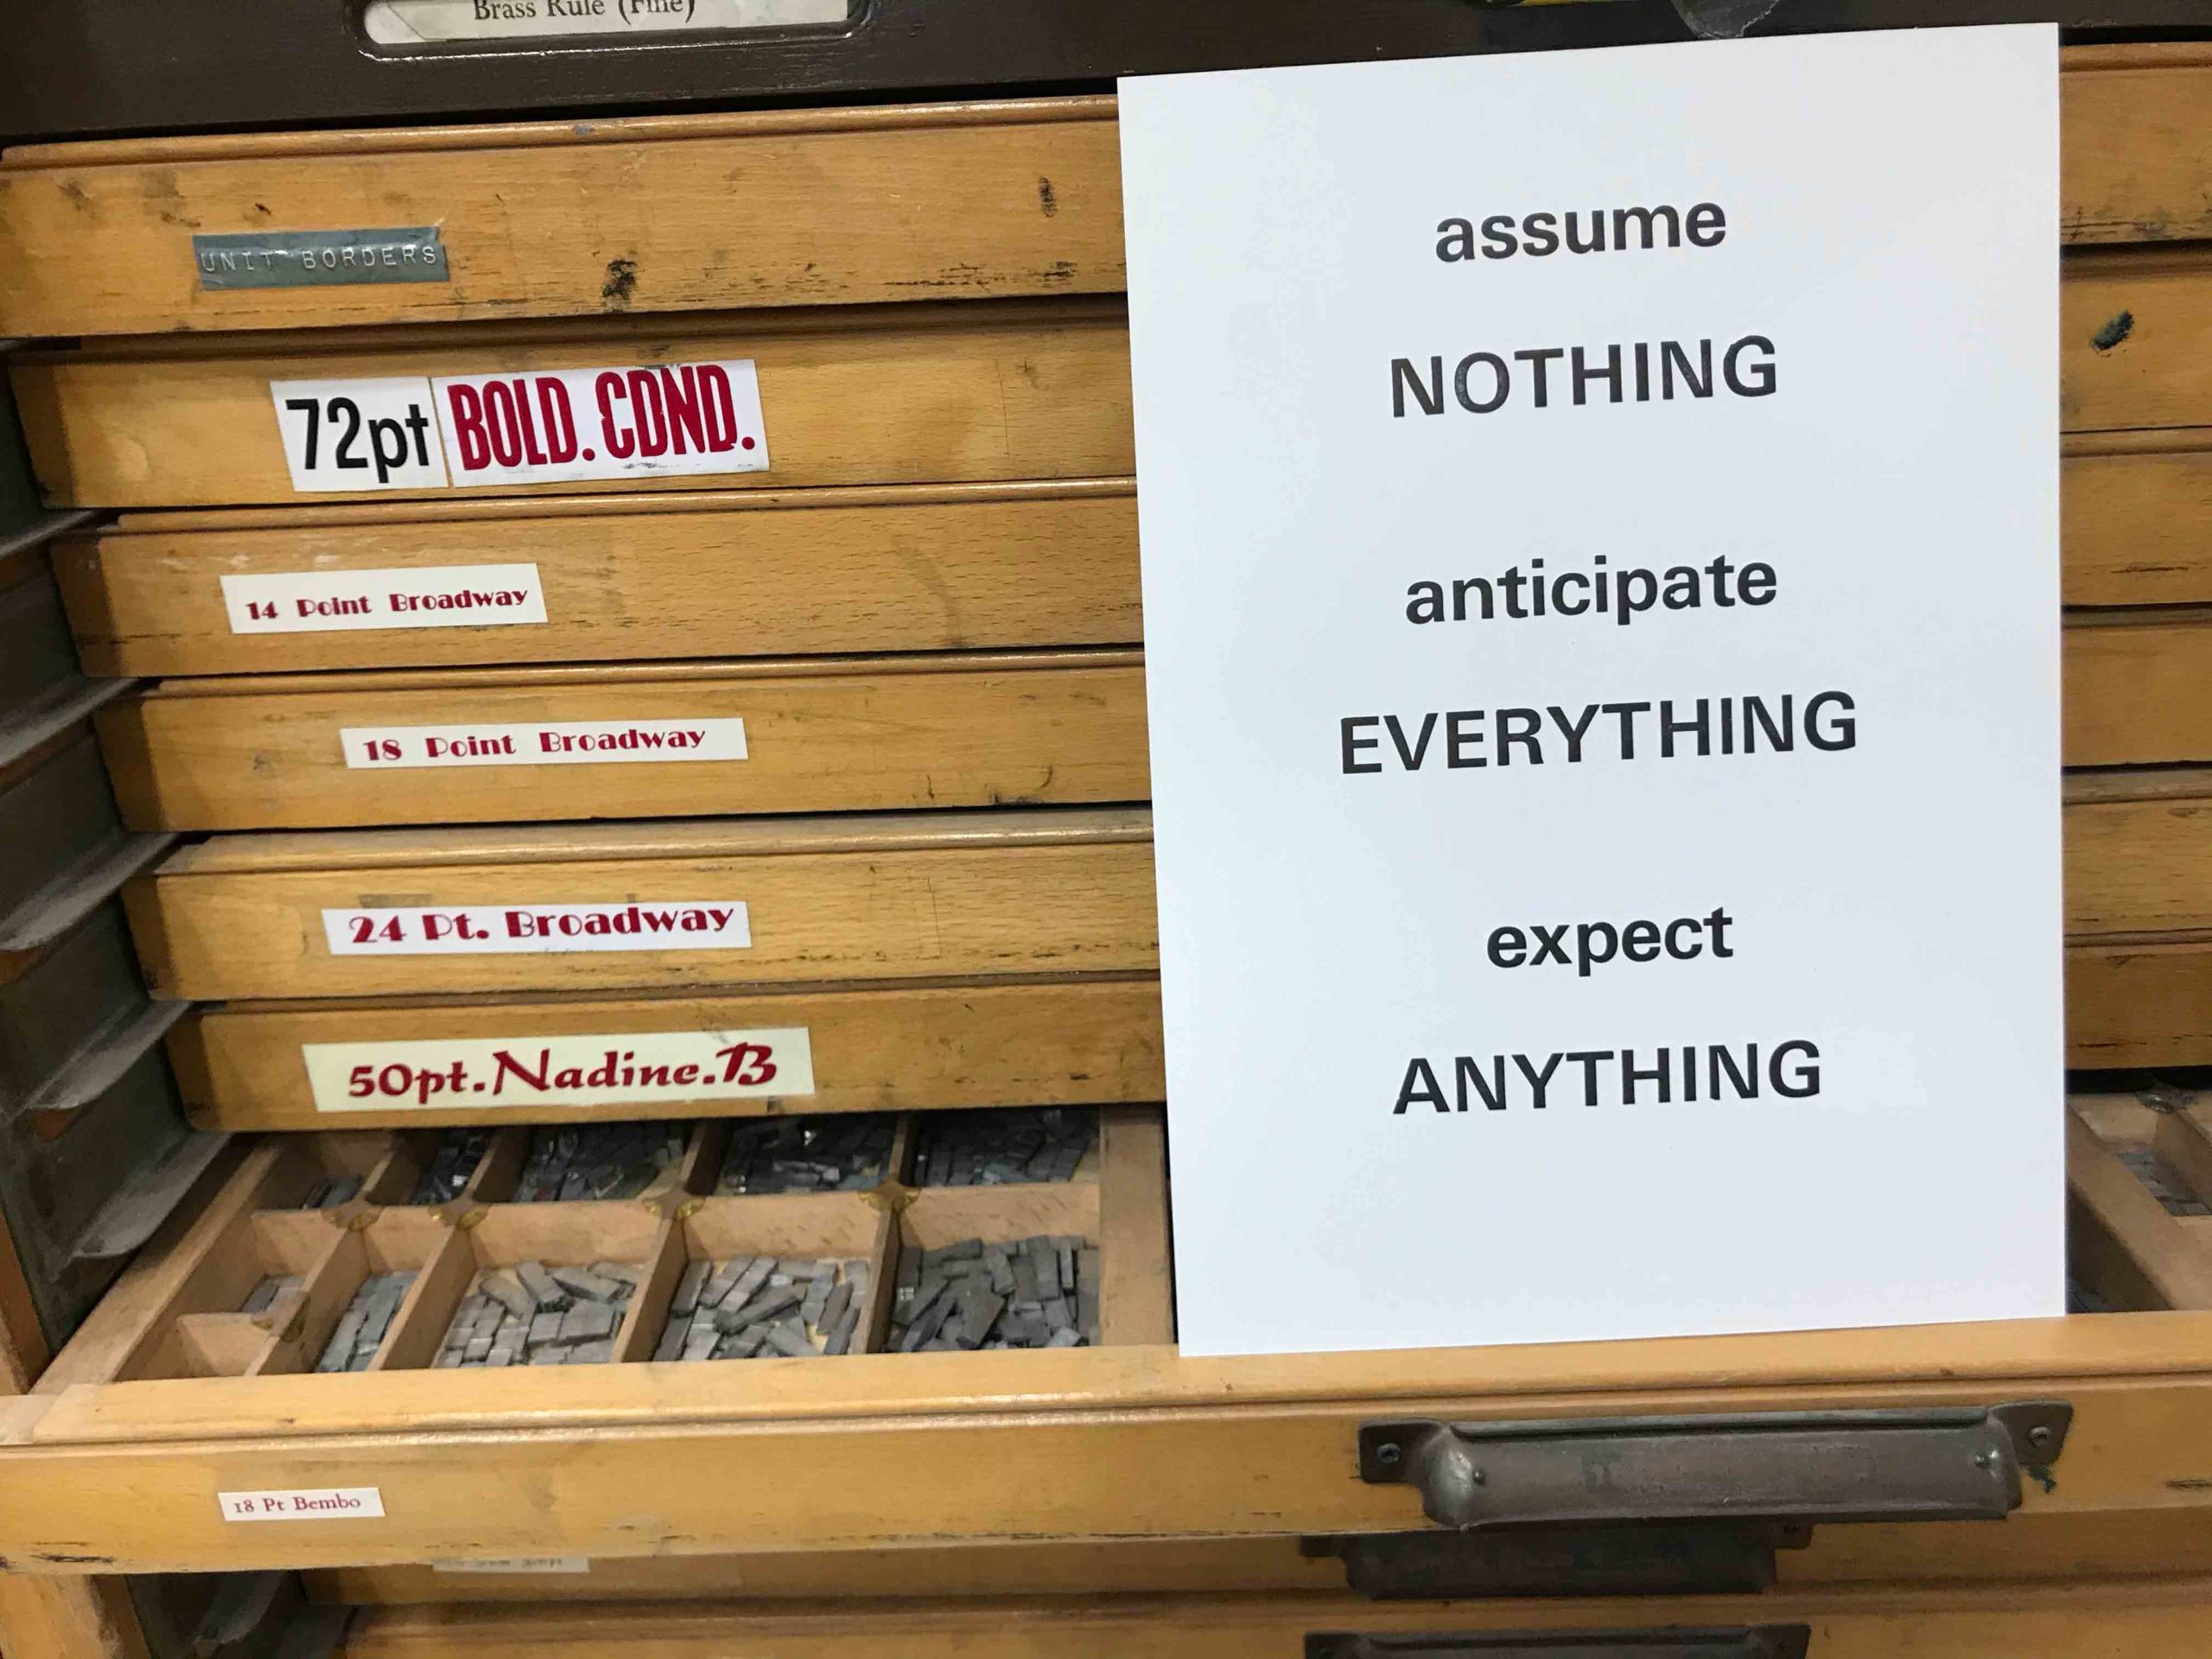 Brass Rule (Fine)
UNIT BORDERS
72pt BOLD. CDND.
14 Point Broadway
18 Point Broadway
24 Pt. Broadway
50pt. Nadine. B
18 Pt Bembo
assume
NOTHING
anticipate
EVERYTHING
expect
ANYTHING